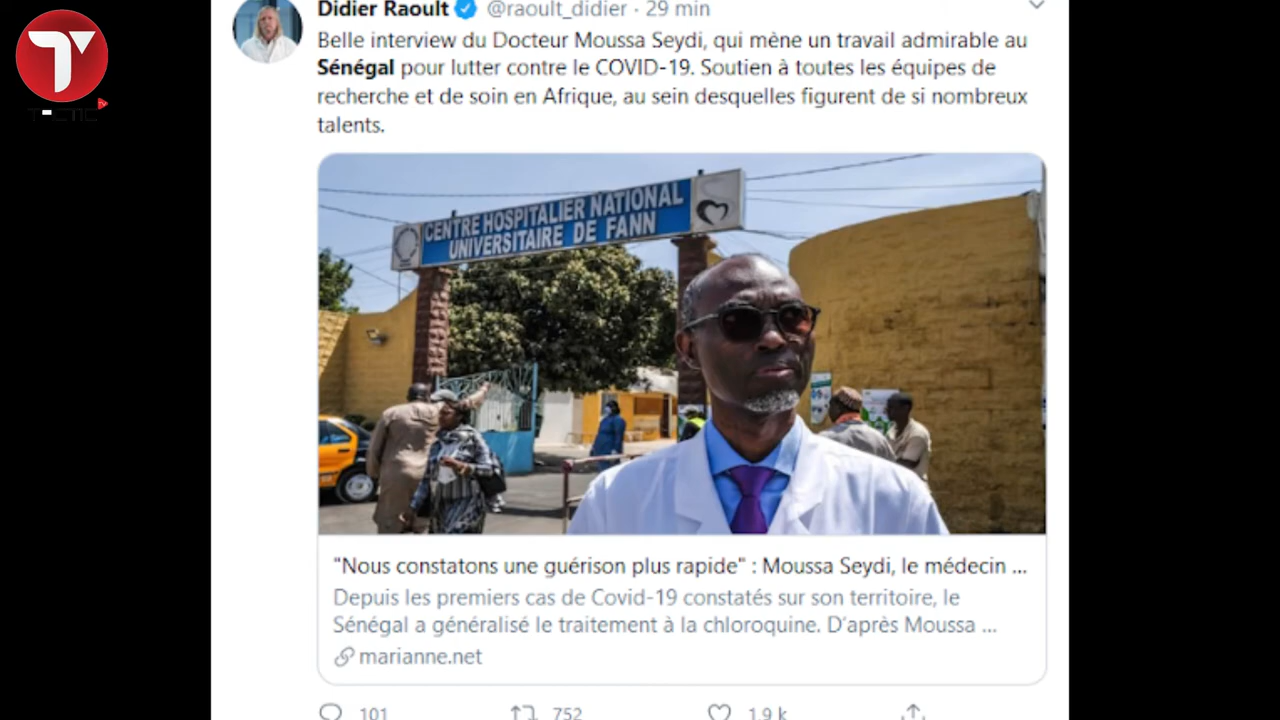 Didier Raoult @raoult_didier · 29 min
Belle interview du Docteur Moussa Seydi, qui mène un travail admirable au
Sénégal pour lutter contre le COVID-19. Soutien à toutes les équipes de
recherche et de soin en Afrique, au sein desquelles figurent de si nombreux
talents.
CENTRE HOSPITALIER NATIONAL
UNIVERSITAIRE DE FANN
"Nous constatons une guérison plus rapide" : Moussa Seydi, le médecin ...
Depuis les premiers cas de Covid-19 constatés sur son territoire, le
Sénégal a généralisé le traitement à la chloroquine. D'après Moussa ...
marianne.net
101 752 1,9 k